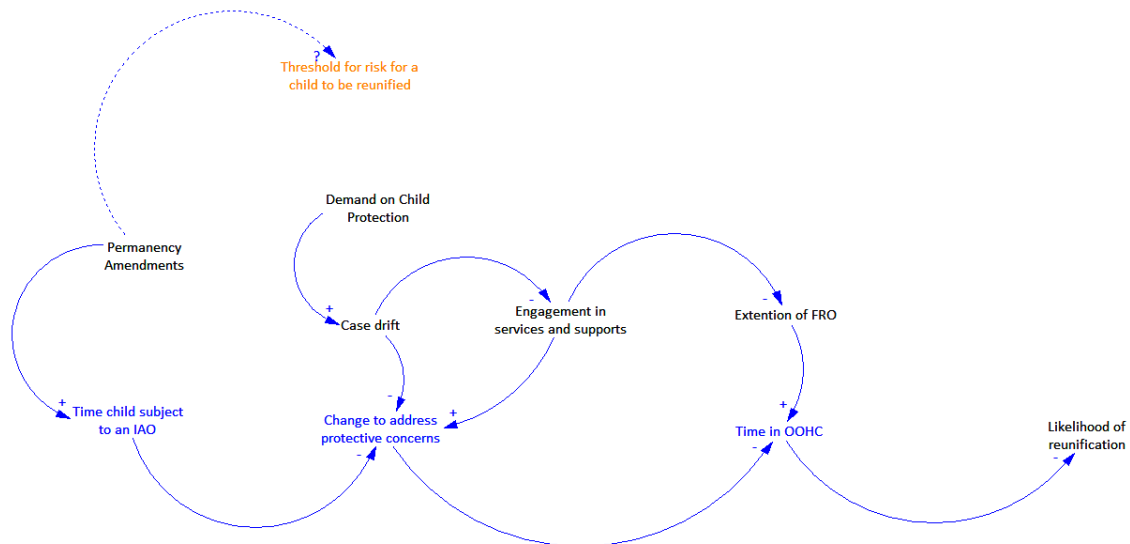 ?
Threshold for risk for a
child to be reunified
Demand on Child
Protection
Permanency
Amendments
+
Case drift
-
Engagement in
services and supports
-
Extention of FRO
+
Time child subject
to an IAO
-
+
Change to address
protective concerns
-
+
Time in OOHC
-
Likelihood of
reunification
-